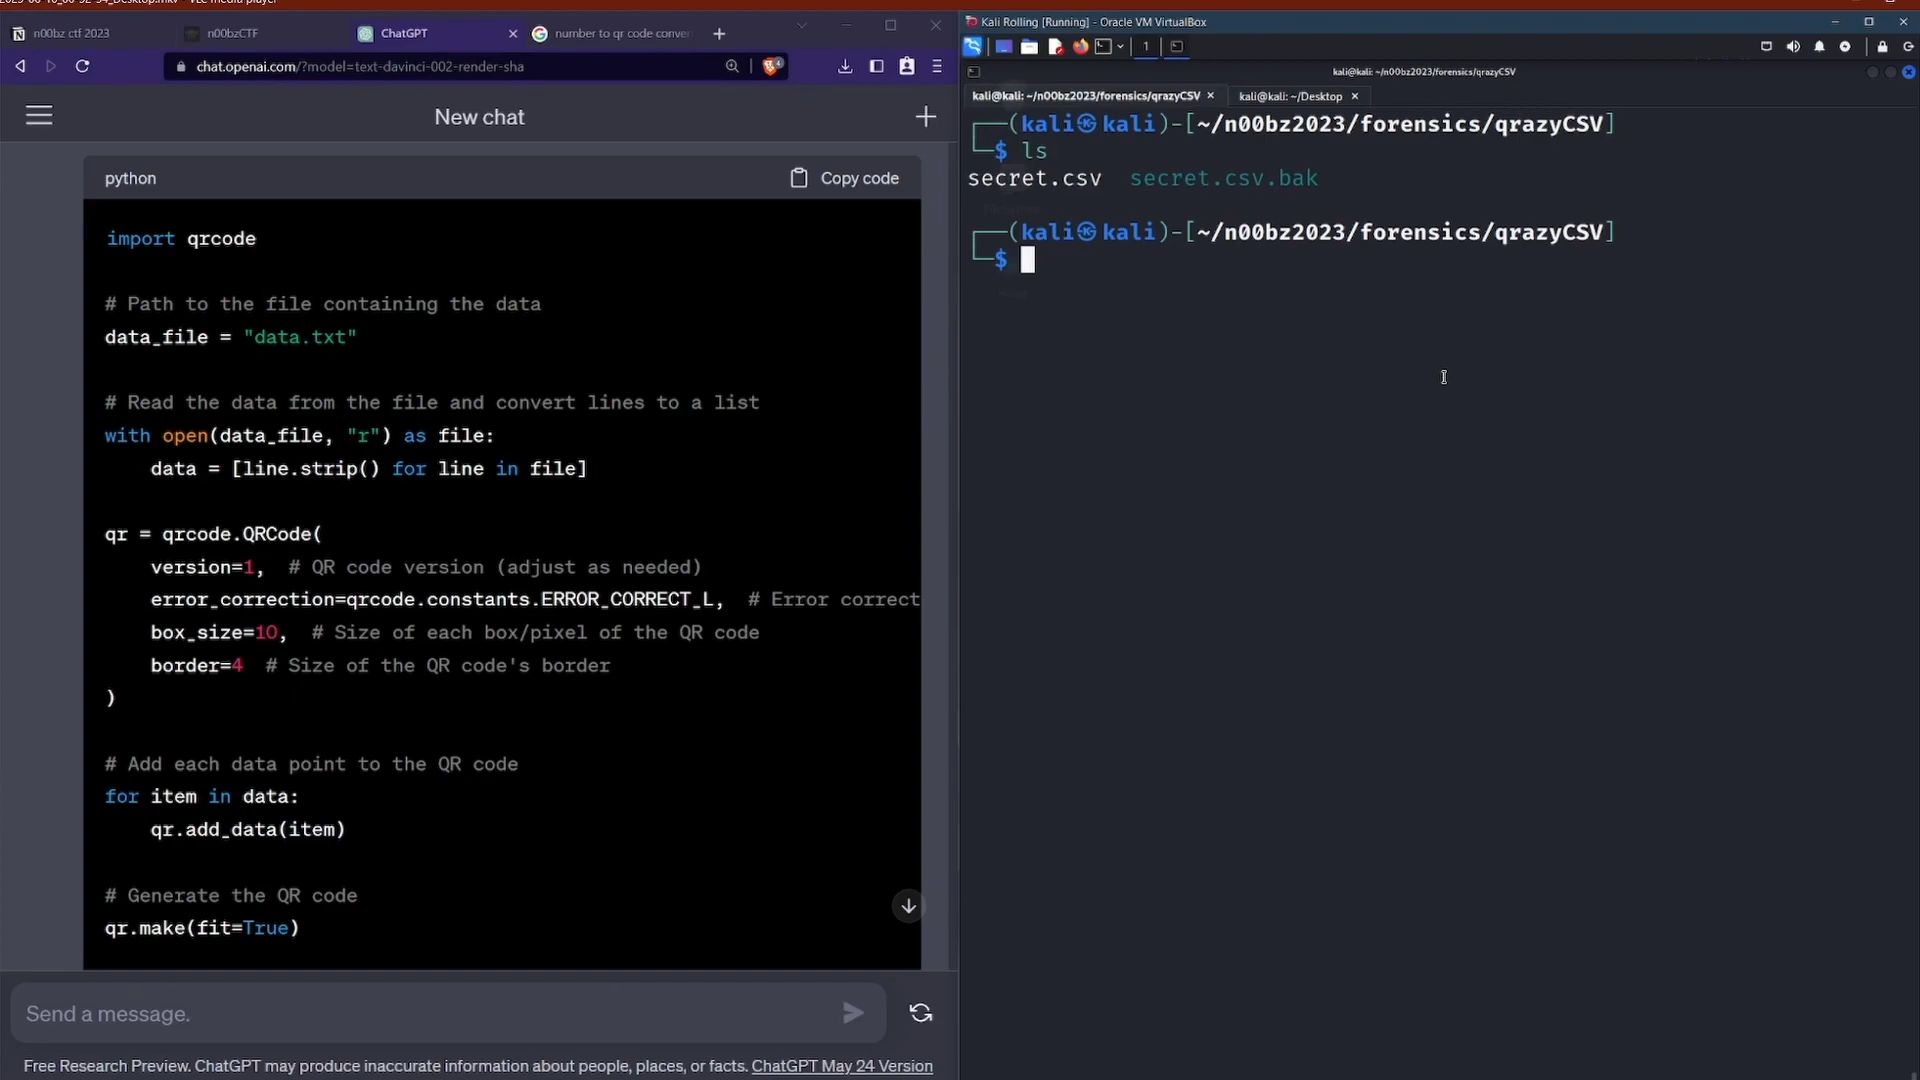 n00bz ctf 2023
n00bzCTF
ChatGPT
number to qr code conver
chat.openai.com/?model=text-davinci-002-render-sha
4
New chat
python
Copy code
import qrcode
# Path to the file containing the data
data_file = "data.txt"
# Read the data from the file and convert lines to a list
with open(data_file, "r") as file:
data = [line.strip() for line in file]
qr = qrcode.QRCode(
version=1,  # QR code version (adjust as needed)
error_correction=qrcode.constants.ERROR_CORRECT_L,  # Error correct
box_size=10,  # Size of each box/pixel of the QR code
border=4  # Size of the QR code's border
)
# Add each data point to the QR code
for item in data:
qr.add_data(item)
# Generate the QR code
qr.make(fit=True)
Send a message.
Free Research Preview. ChatGPT may produce inaccurate information about people, places, or facts. ChatGPT May 24 Version
Kali Rolling [Running] - Oracle VM VirtualBox
1
kali@kali: ~/n00bz2023/forensics/qrazyCSV
kali@kali: ~/n00bz2023/forensics/qrazyCSV
kali@kali: ~/Desktop
(kali㉿kali)-[~/n00bz2023/forensics/qrazyCSV]
$ ls
secret.csv  secret.csv.bak
(kali㉿kali)-[~/n00bz2023/forensics/qrazyCSV]
$